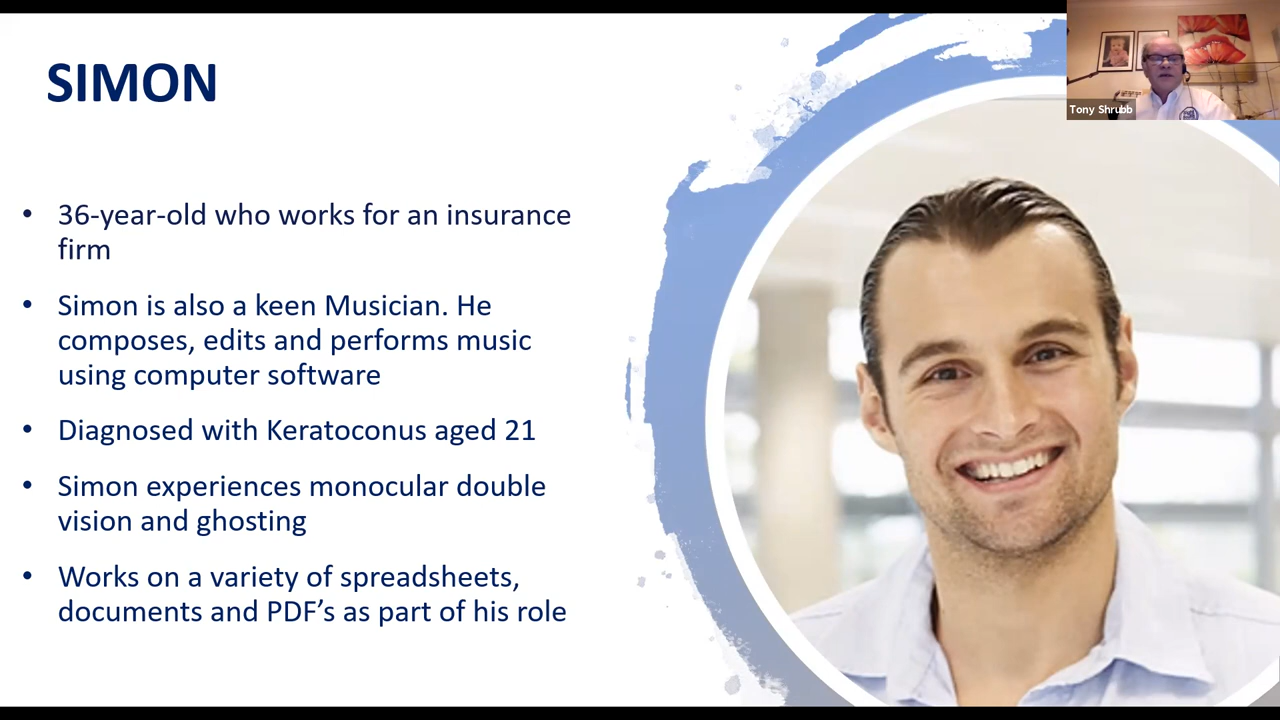 SIMON
Tony Shrubb
• 36-year-old who works for an insurance
firm
• Simon is also a keen Musician. He
composes, edits and performs music
using computer software
• Diagnosed with Keratoconus aged 21
• Simon experiences monocular double
vision and ghosting
• Works on a variety of spreadsheets,
documents and PDF’s as part of his role